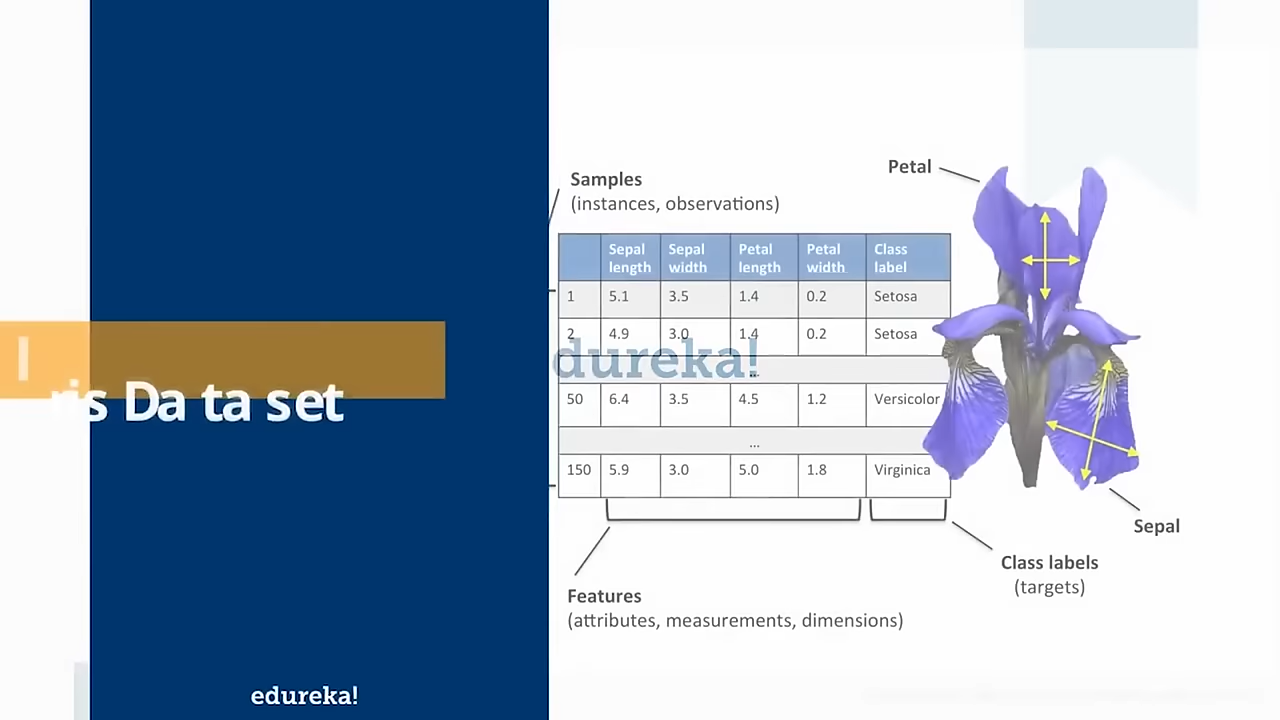 Iris Da ta set
edureka!
Samples
(instances, observations)
Petal
Sepal length Sepal width Petal length Petal width Class label
1 5.1 3.5 1.4 0.2 Setosa
2 4.9 3.0 1.4 0.2 Setosa
...
50 6.4 3.5 4.5 1.2 Versicolor
...
150 5.9 3.0 5.0 1.8 Virginica
edureka!
Sepal
Class labels
(targets)
Features
(attributes, measurements, dimensions)